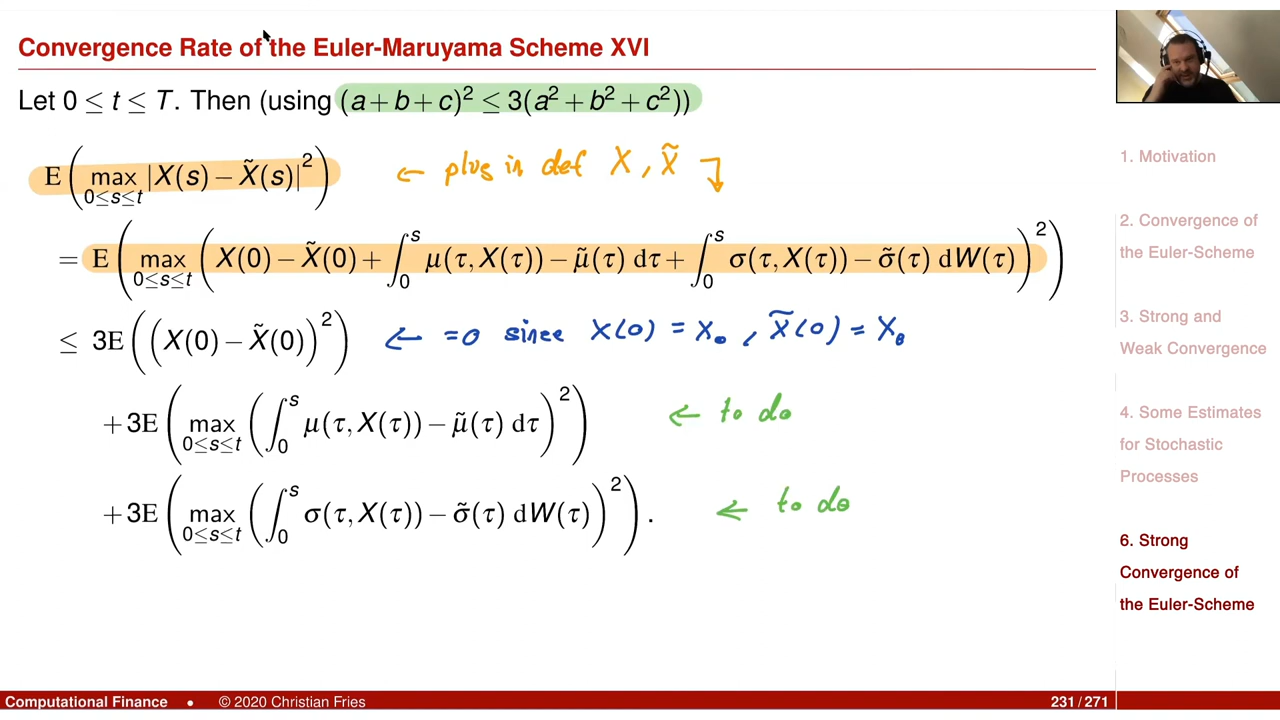 Convergence Rate of the Euler-Maruyama Scheme XVI
Let 0 ≤ t ≤ T. Then (using (a+b+c)² ≤ 3(a²+b²+c²))
E( max_{0≤s≤t} |X(s) − X̃(s)|² ) ← plug in def X, X̃
= E( max_{0≤s≤t} ( X(0) − X̃(0) + ∫_0^s μ(τ,X(τ)) − μ̃(τ) dτ + ∫_0^s σ(τ,X(τ)) − σ̃(τ) dW(τ) )² )
≤ 3E( (X(0) − X̃(0))² ) ← =0 since X(0) = X₀, X̃(0) = X₀
+3E( max_{0≤s≤t} ( ∫_0^s μ(τ,X(τ)) − μ̃(τ) dτ )² ) ← to do
+3E( max_{0≤s≤t} ( ∫_0^s σ(τ,X(τ)) − σ̃(τ) dW(τ) )² ). ← to do
1. Motivation
2. Convergence of
the Euler-Scheme
3. Strong and
Weak Convergence
4. Some Estimates
for Stochastic
Processes
6. Strong
Convergence of
the Euler-Scheme
Computational Finance • © 2020 Christian Fries 231 / 271